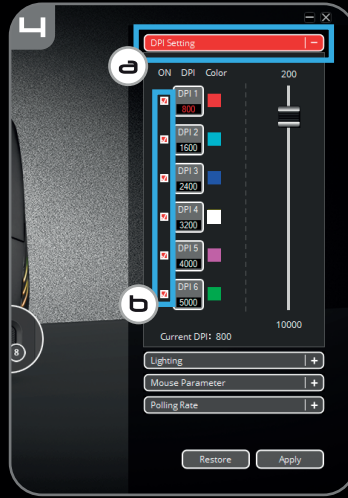 4
DPI Setting
a
ON DPI Color 200
DPI 1
800
DPI 2
1600
DPI 3
2400
DPI 4
3200
DPI 5
4000
b
DPI 6
5000
10000
Current DPI: 800
8
Lighting
Mouse Parameter
Polling Rate
Restore Apply